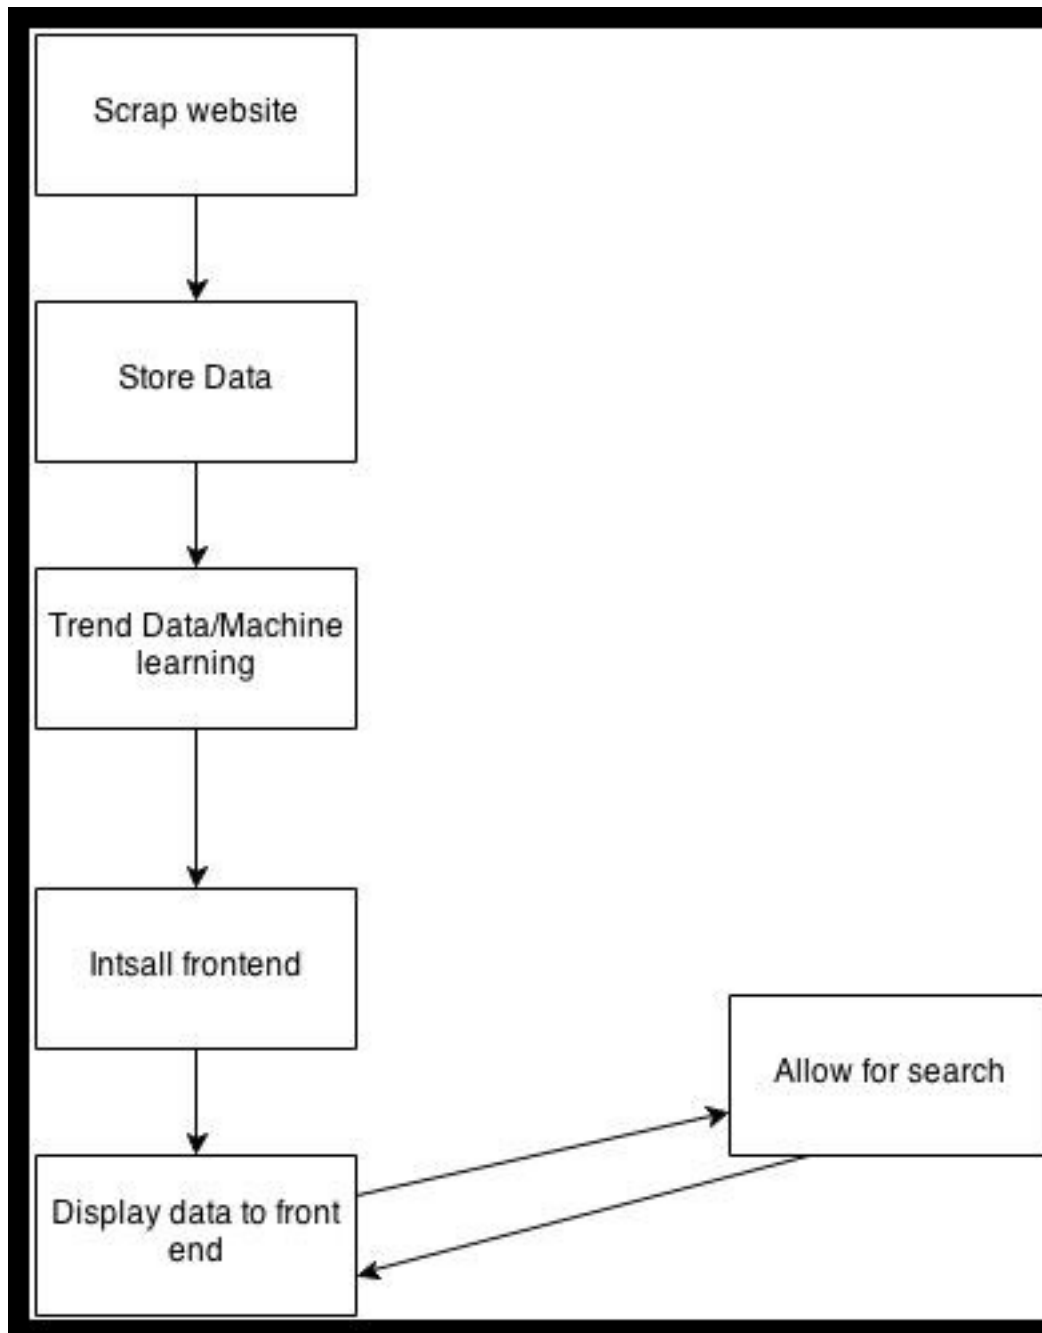 Scrap website
Store Data
Trend Data/Machine
learning
Intsall frontend
Allow for search
Display data to front
end